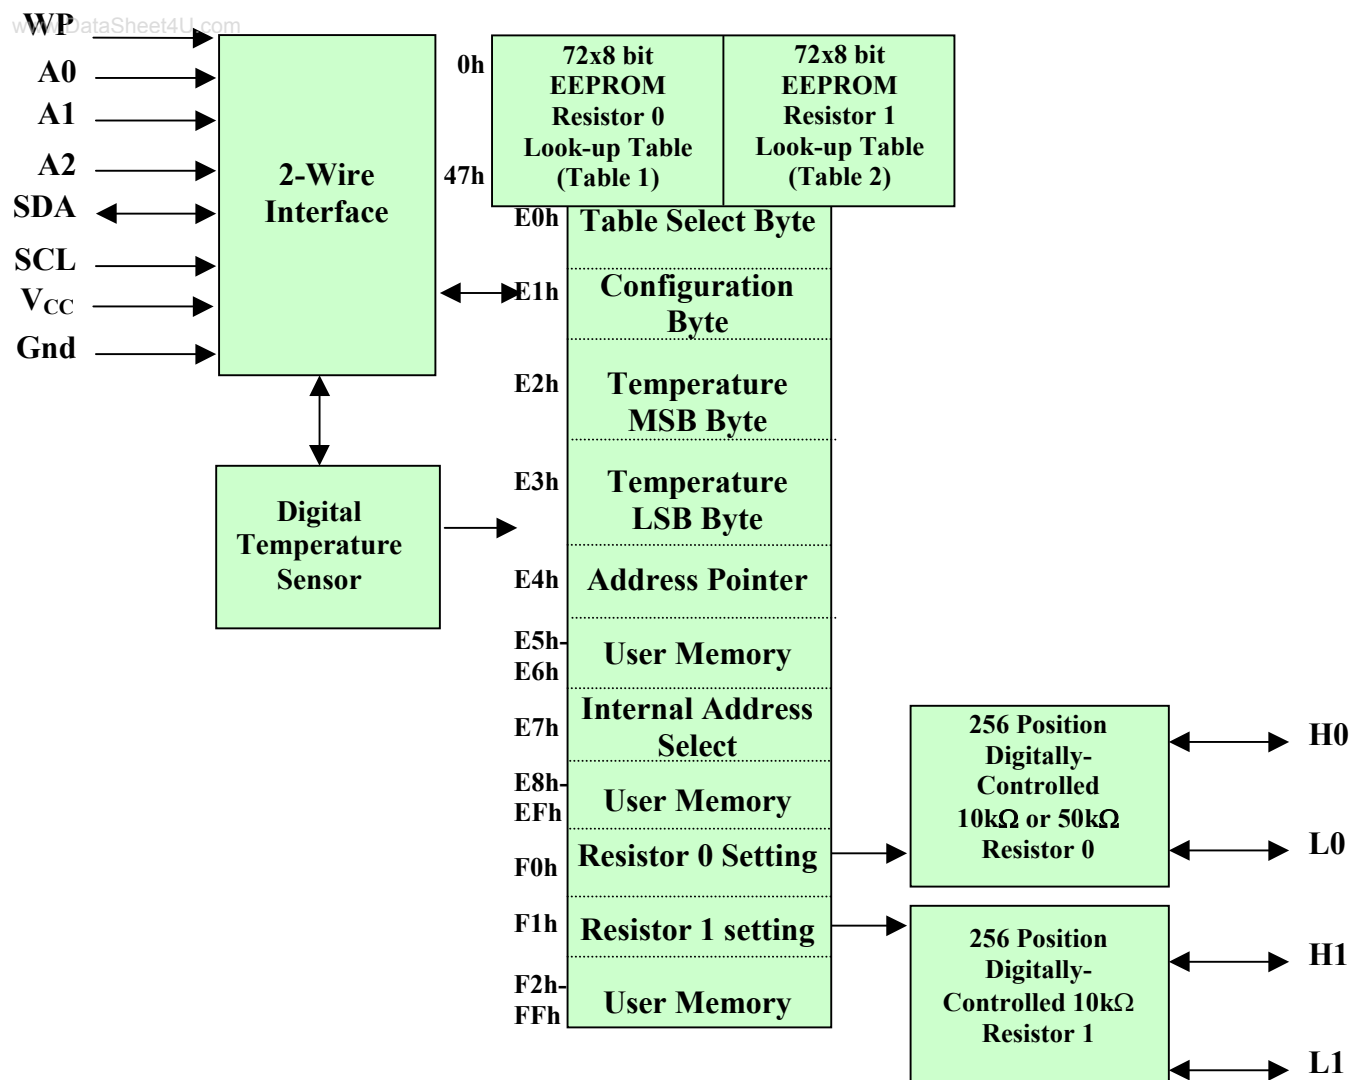 www.DataSheet4U.com
WP
A0
A1
A2
SDA
SCL
VCC
Gnd
2-Wire
Interface
Digital
Temperature
Sensor
0h
47h
72x8 bit
EEPROM
Resistor 0
Look-up Table
(Table 1)
72x8 bit
EEPROM
Resistor 1
Look-up Table
(Table 2)
E0h
Table Select Byte
E1h
Configuration
Byte
E2h
Temperature
MSB Byte
E3h
Temperature
LSB Byte
E4h
Address Pointer
E5h-
E6h
User Memory
E7h
Internal Address
Select
E8h-
EFh
User Memory
F0h
Resistor 0 Setting
F1h
Resistor 1 setting
F2h-
FFh
User Memory
256 Position
Digitally-
Controlled
10kΩ or 50kΩ
Resistor 0
H0
L0
256 Position
Digitally-
Controlled 10kΩ
Resistor 1
H1
L1